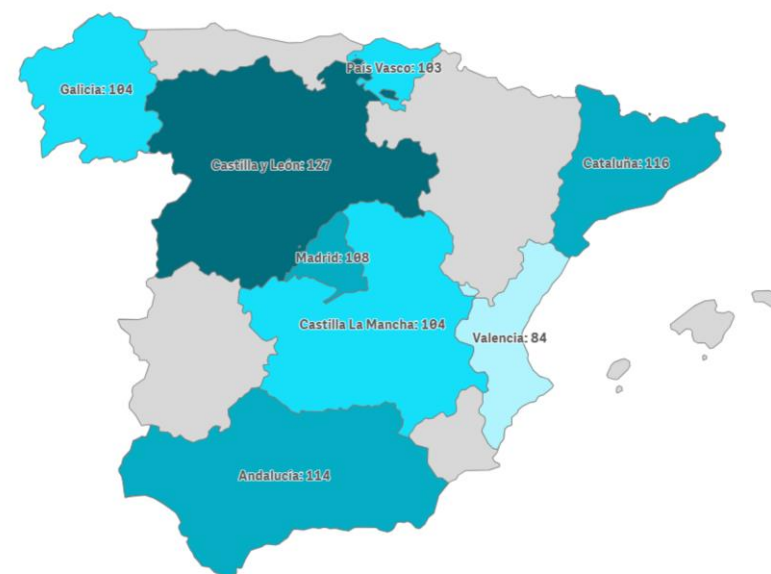 País Vasco: 103
Galicia: 104
Castilla y León: 127
Cataluña: 116
Madrid: 108
Castilla La Mancha: 104
Valencia: 84
Andalucía: 114